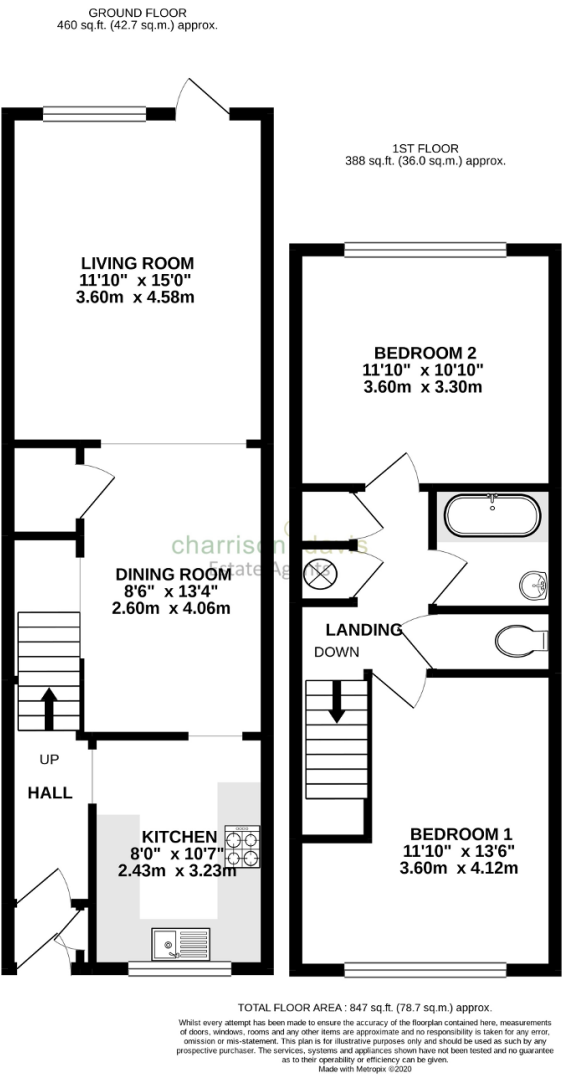 GROUND FLOOR
460 sq.ft. (42.7 sq.m.) approx.
1ST FLOOR
388 sq.ft. (36.0 sq.m.) approx.
LIVING ROOM
11'10" x 15'0"
3.60m x 4.58m
BEDROOM 2
11'10" x 10'10"
3.60m x 3.30m
charrison davis
Estate Agents
DINING ROOM
8'6" x 13'4"
2.60m x 4.06m
LANDING
DOWN
UP
HALL
KITCHEN
8'0" x 10'7"
2.43m x 3.23m
BEDROOM 1
11'10" x 13'6"
3.60m x 4.12m
TOTAL FLOOR AREA : 847 sq.ft. (78.7 sq.m.) approx.
Whilst every attempt has been made to ensure the accuracy of the floorplan contained here, measurements
of doors, windows, rooms and any other items are approximate and no responsibility is taken for any error,
omission or mis-statement. This plan is for illustrative purposes only and should be used as such by any
prospective purchaser. The services, systems and appliances shown have not been tested and no guarantee
as to their operability or efficiency can be given.
Made with Metropix ©2020